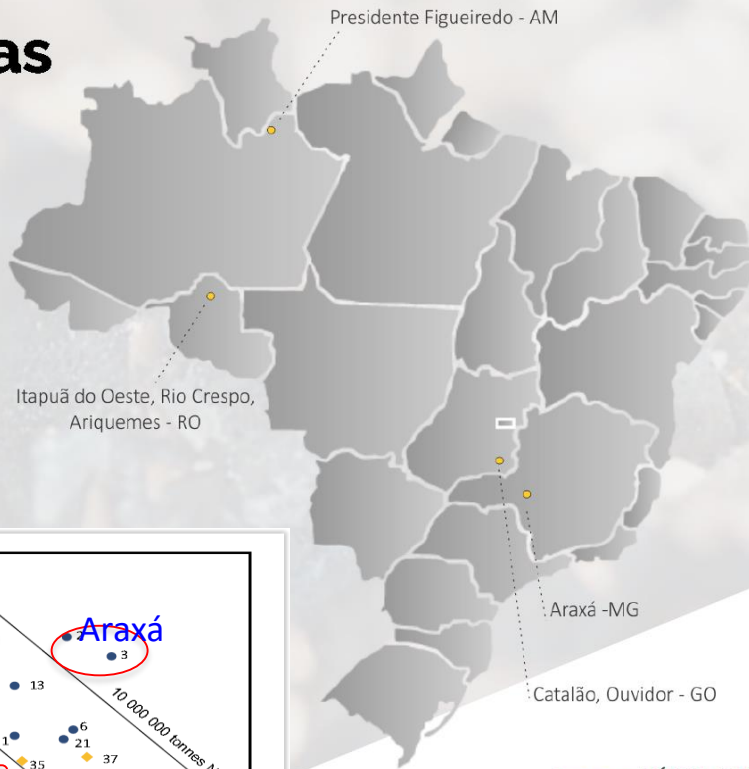 as
Presidente Figueiredo - AM
Itapuã do Oeste, Rio Crespo,
Ariquemes - RO
Araxá -MG
Catalão, Ouvidor - GO
Araxá
2
3
13
10 000 000 tonnes
6
21
1
35
37